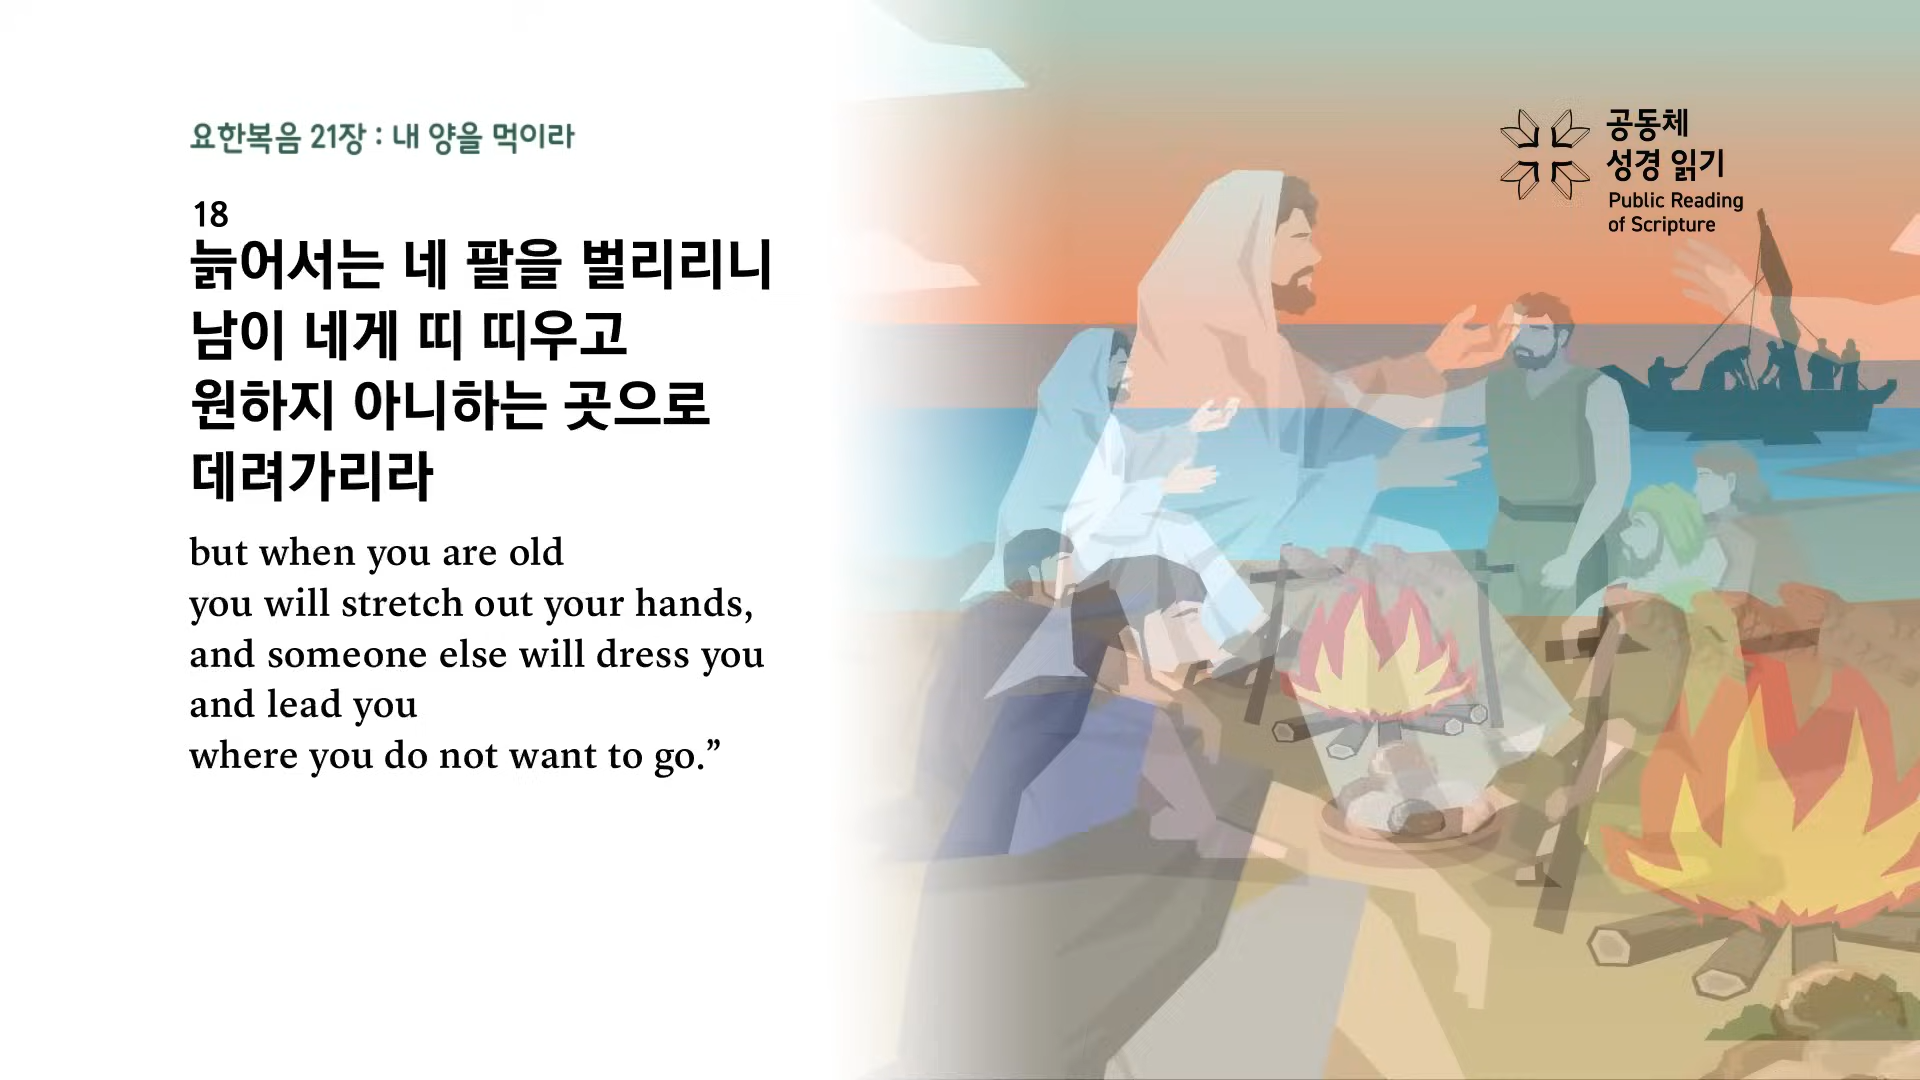 요한복음 21장 : 내 양을 먹이라
18
늙어서는 네 팔을 벌리리니
남이 네게 띠 띠우고
원하지 아니하는 곳으로
데려가리라
but when you are old
you will stretch out your hands,
and someone else will dress you
and lead you
where you do not want to go.”
공동체
성경 읽기
Public Reading
of Scripture